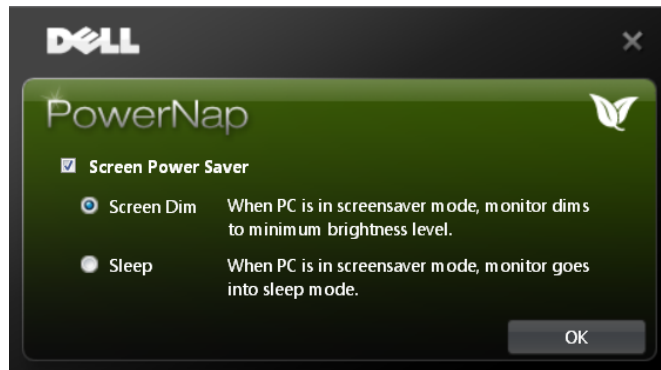 DELL
PowerNap
Screen Power Saver
Screen Dim When PC is in screensaver mode, monitor dims
to minimum brightness level.
Sleep When PC is in screensaver mode, monitor goes
into sleep mode.
OK